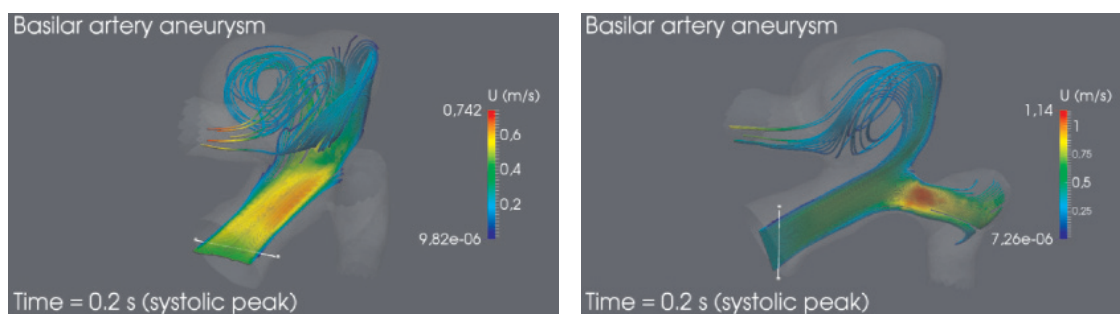 Basilar artery aneurysm
U (m/s)
0,742
0,6
0,4
0,2
9,82e-06
Time = 0.2 s (systolic peak)
Basilar artery aneurysm
U (m/s)
1,14
1
0,75
0,5
0,25
7,26e-06
Time = 0.2 s (systolic peak)